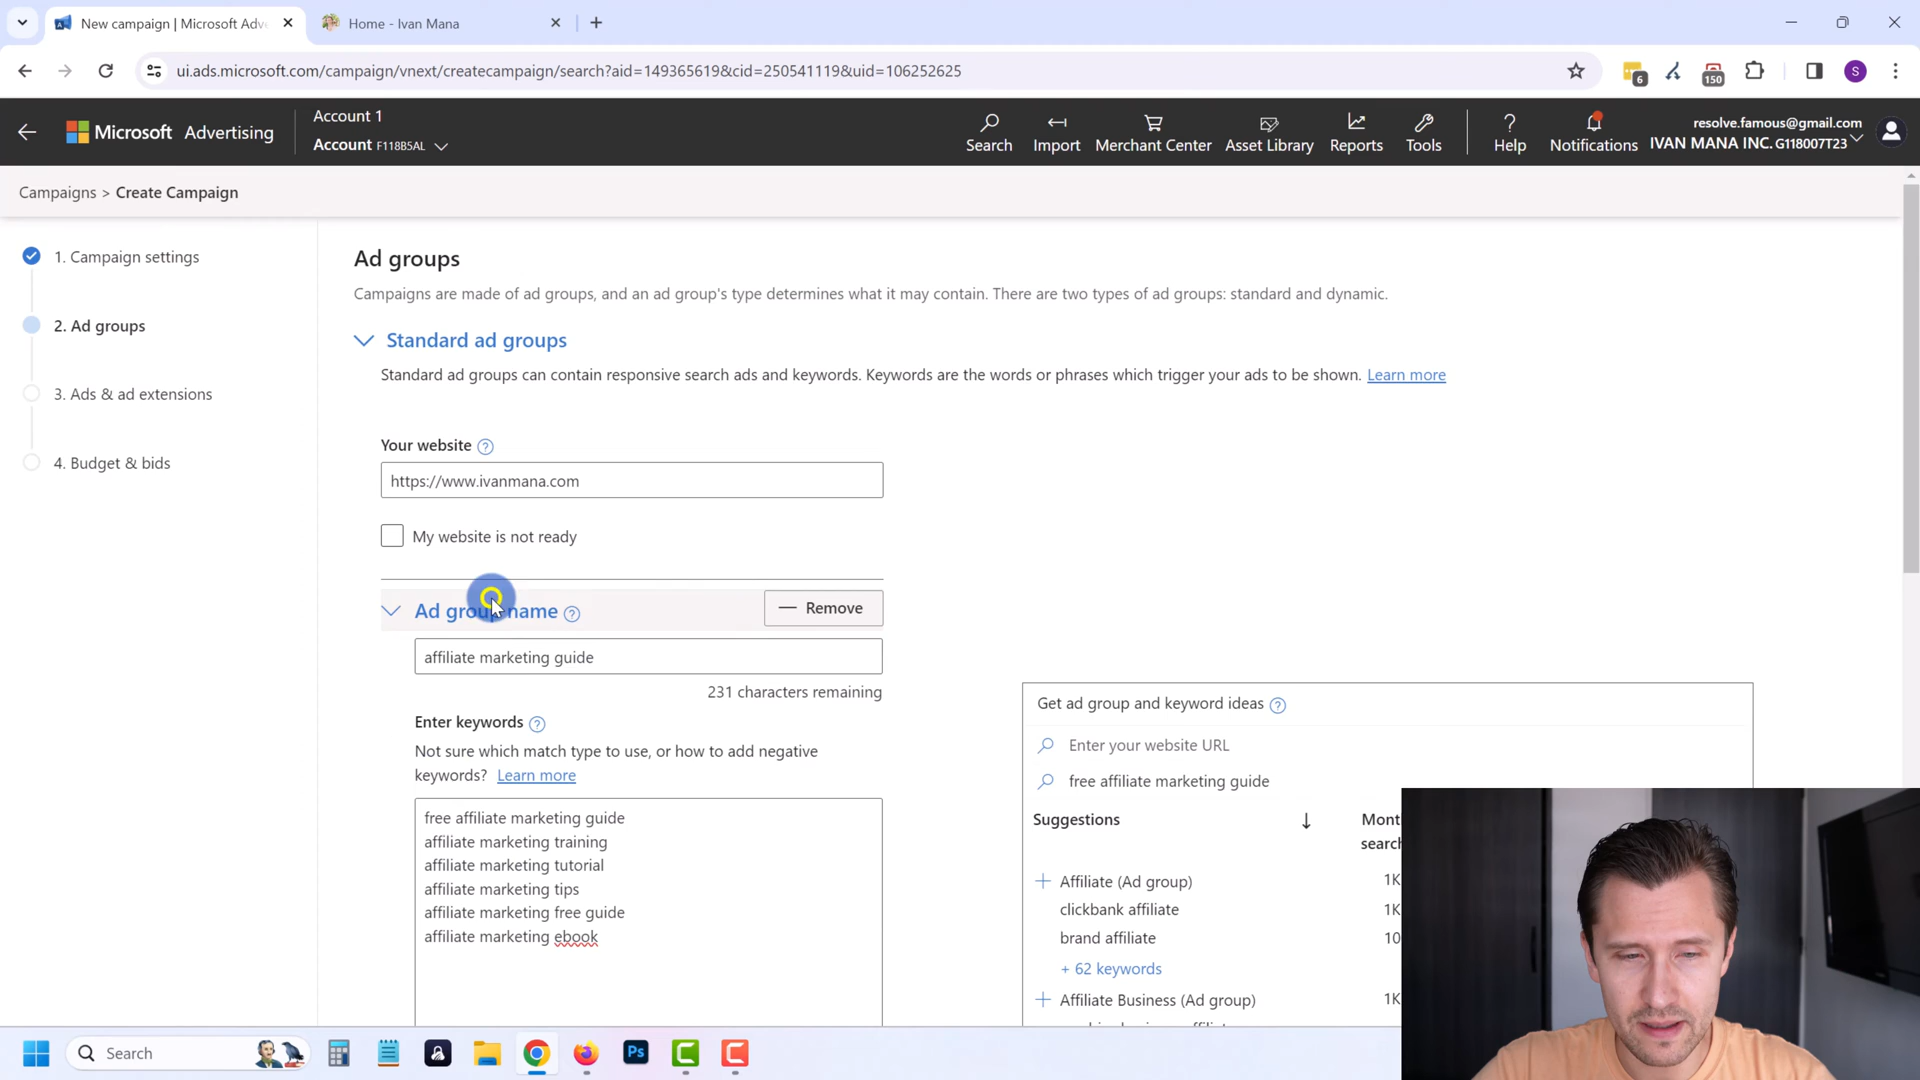 New campaign | Microsoft Adve
Home - Ivan Mana
ui.ads.microsoft.com/campaign/vnext/createcampaign/search?aid=149365619&cid=250541119&uid=106252625
6
150
S
Microsoft Advertising
Account 1
Account F118B5AL
Search
Import
Merchant Center
Asset Library
Reports
Tools
Help
Notifications
resolve.famous@gmail.com
IVAN MANA INC. G118007T23
Campaigns > Create Campaign
1. Campaign settings
2. Ad groups
3. Ads & ad extensions
4. Budget & bids
Ad groups
Campaigns are made of ad groups, and an ad group's type determines what it may contain. There are two types of ad groups: standard and dynamic.
Standard ad groups
Standard ad groups can contain responsive search ads and keywords. Keywords are the words or phrases which trigger your ads to be shown. Learn more
Your website
https://www.ivanmana.com
My website is not ready
Ad group name
Remove
affiliate marketing guide
231 characters remaining
Enter keywords
Not sure which match type to use, or how to add negative
keywords? Learn more
free affiliate marketing guide
affiliate marketing training
affiliate marketing tutorial
affiliate marketing tips
affiliate marketing free guide
affiliate marketing ebook
Get ad group and keyword ideas
Enter your website URL
free affiliate marketing guide
Suggestions
Mont
searc
+ Affiliate (Ad group) 1K
clickbank affiliate 1K
brand affiliate 10
+ 62 keywords
+ Affiliate Business (Ad group) 1K
Search
Ps